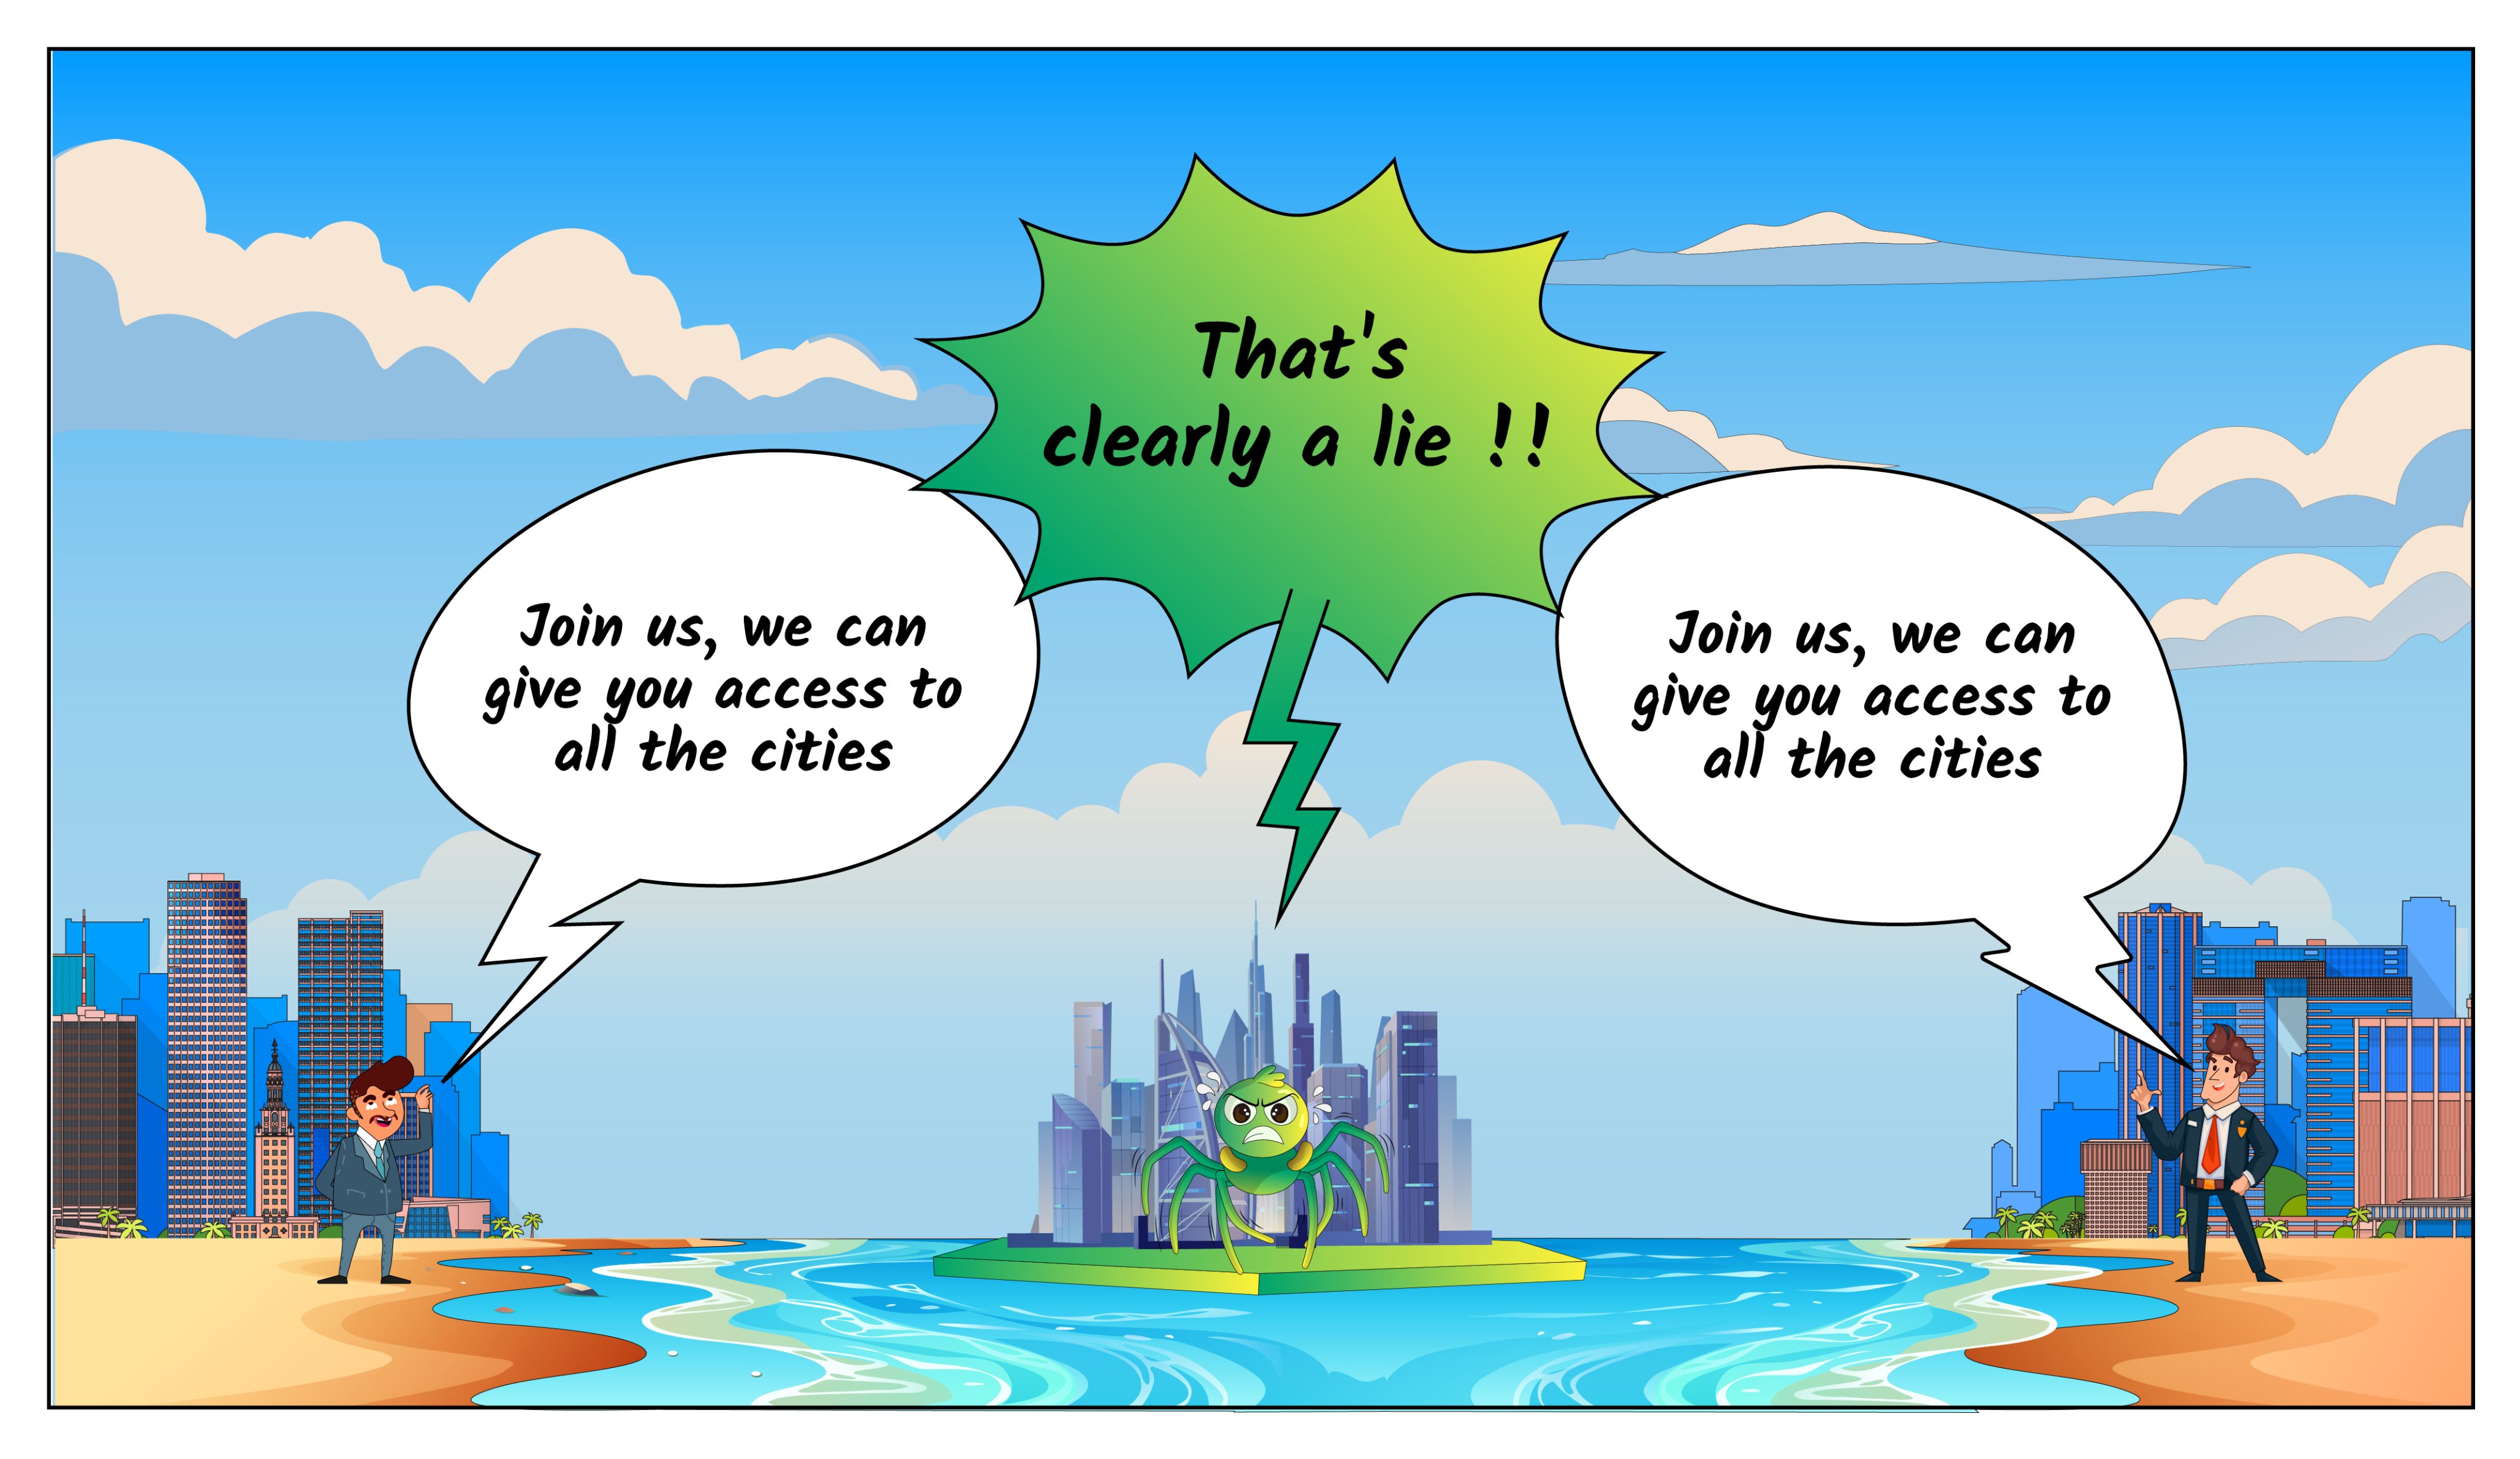 That's
clearly a lie !!
Join us, we can
give you access to
all the cities
Join us, we can
give you access to
all the cities